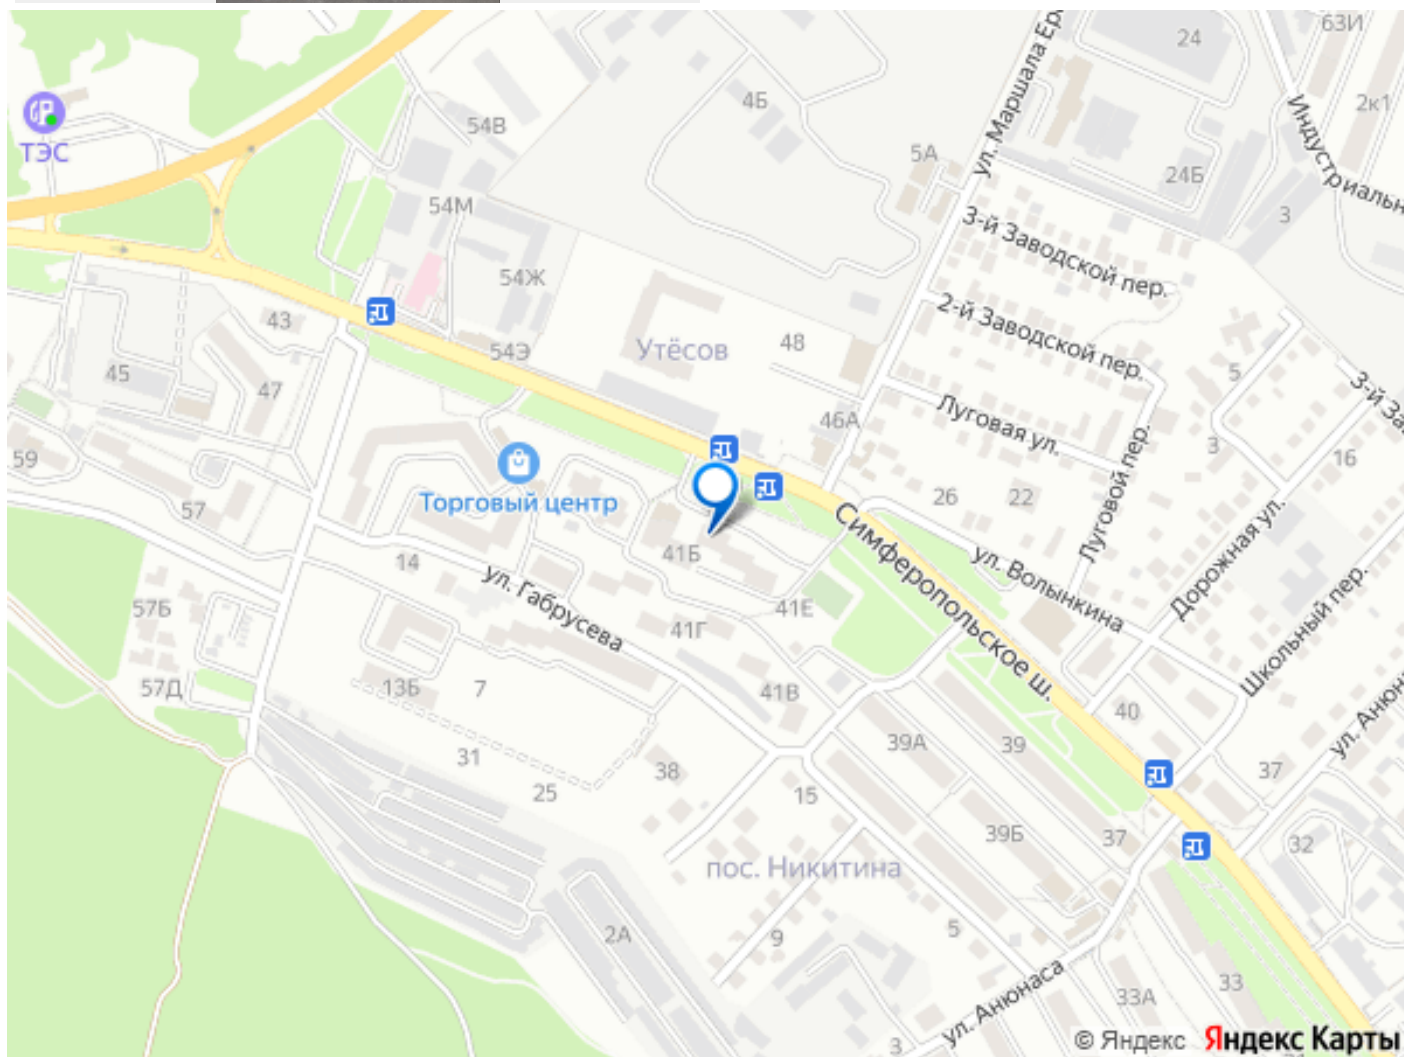 63И
24
2к1
ул. Маршала Ер
Индустриальн
4Б
54В
5А
24Б
ТЭС
54М
3
3-й Заводской пер.
54Ж
2-й Заводской пер.
43
48
Утёсов
54Э
45
5
47
3-й За
Луговая ул.
46А
3
59
16
Луговой пер.
Торговый центр
26
22
57
Симферопольское ш.
41Б
ул. Волынкина
Дорожная ул.
14
ул. Габрусева
57Б
41Е
Школьный пер.
41Г
57Д
13Б
7
41В
40
ул. Анюн
39А
39
31
38
37
25
15
39Б
37
32
пос. Никитина
2А
9
5
33
ул. Анюнаса
33А
3
© Яндекс Яндекс Карты